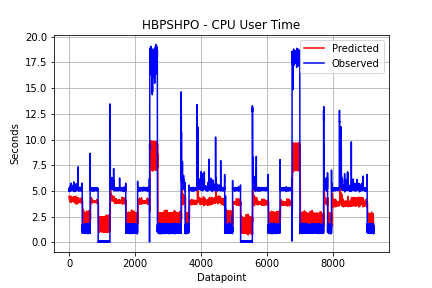 HBPSHPO - CPU User Time
Predicted
Observed
Seconds
20.0
17.5
15.0
12.5
10.0
7.5
5.0
2.5
0.0
0 2000 4000 6000 8000
Datapoint